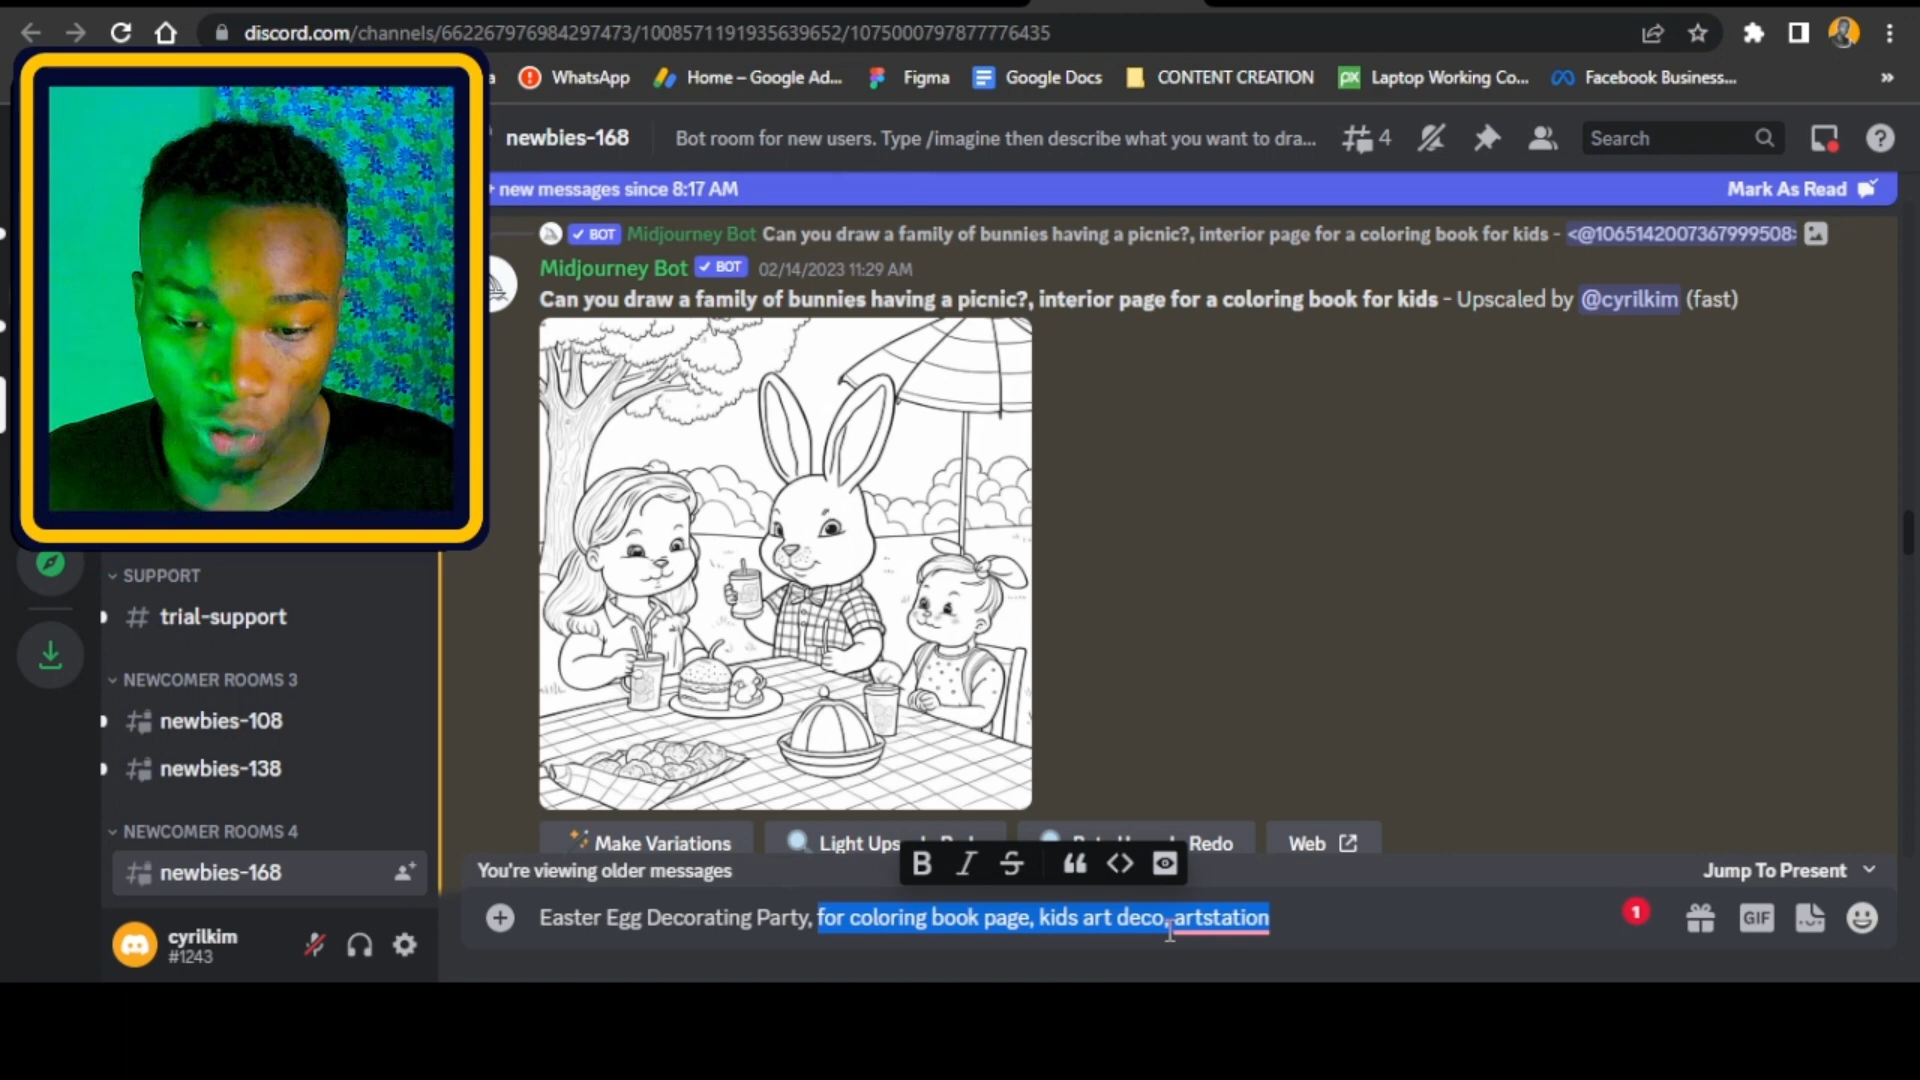 discord.com/channels/662267976984297473/1008571191935639652/1075000797877776435
a WhatsApp Home – Google Ad... Figma Google Docs CONTENT CREATION Laptop Working Co... Facebook Business... »
newbies-168 Bot room for new users. Type /imagine then describe what you want to dra... 4 Search
new messages since 8:17 AM Mark As Read
BOT Midjourney Bot Can you draw a family of bunnies having a picnic?, interior page for a coloring book for kids - <@1065142007367999508>
Midjourney Bot BOT 02/14/2023 11:29 AM
Can you draw a family of bunnies having a picnic?, interior page for a coloring book for kids - Upscaled by @cyrilkim (fast)
SUPPORT
trial-support
NEWCOMER ROOMS 3
newbies-108
newbies-138
NEWCOMER ROOMS 4
newbies-168
cyrilkim
#1243
Make Variations Light Redo Web
B I S
You're viewing older messages Jump To Present
Easter Egg Decorating Party, for coloring book page, kids art deco, artstation 1 GIF